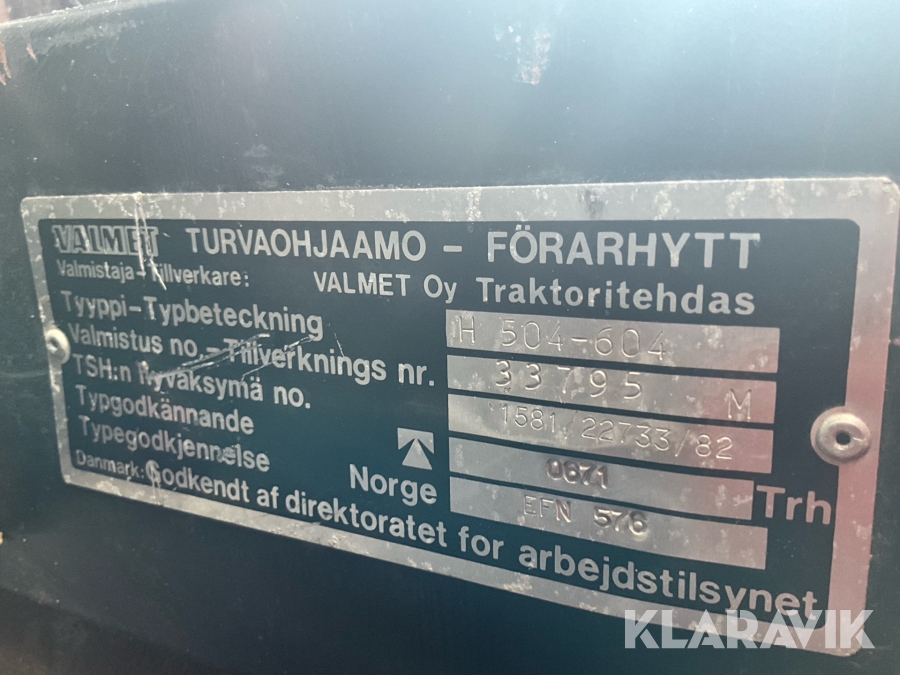 VALMET TURVAOHJAAMO - FÖRARHYTT
Valmistaja-Tillverkare: VALMET Oy Traktoritehdas
Tyyppi-Typbeteckning H 504-604
Valmistus no.-Tillverknings nr. 33795 M
TSH:n hyväksymä no. 1581/22733/82
Typgodkännande 0671
Typegodkjennelse Norge EFN 576 Trh
Danmark: Godkendt af direktoratet for arbejdstilsynet
KLARAVIK